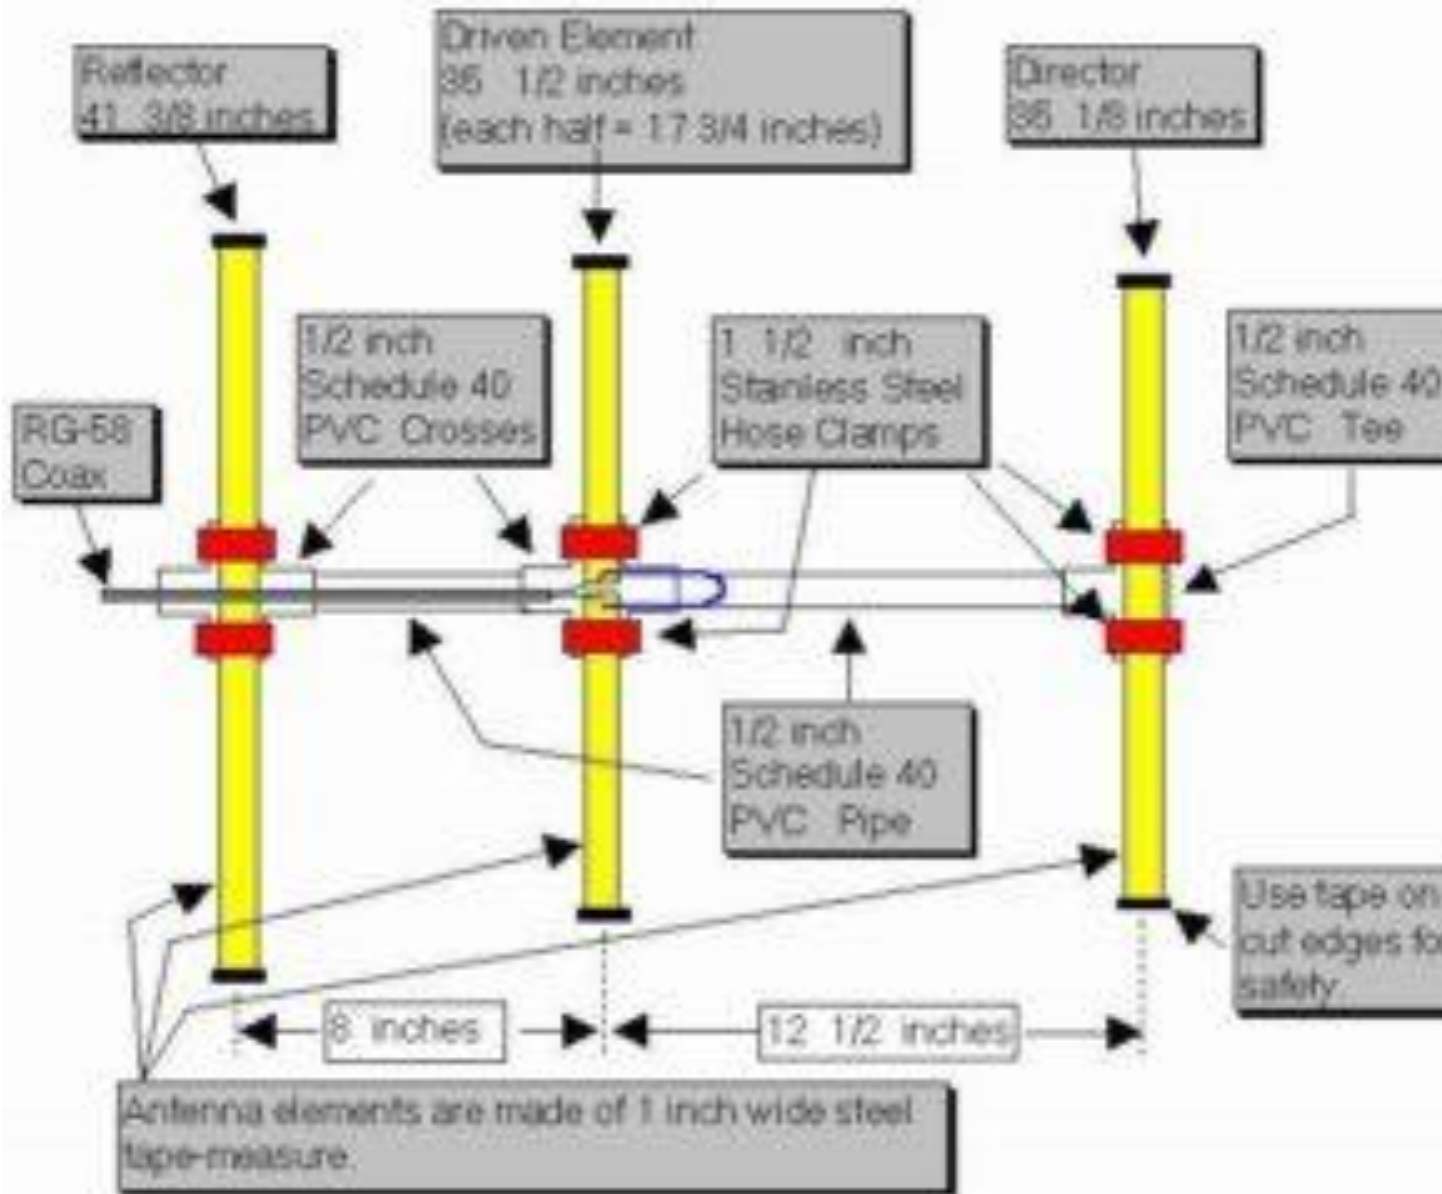 Reflector
41 3/8 inches
Driven Element
35 1/2 inches
(each half = 17 3/4 inches)
Director
35 1/8 inches
1/2 inch
Schedule 40
PVC Crosses
1 1/2 inch
Stainless Steel
Hose Clamps
1/2 inch
Schedule 40
PVC Tee
RG-58
Coax
1/2 inch
Schedule 40
PVC Pipe
Use tape on
cut edges fo
safety
8 inches
12 1/2 inches
Antenna elements are made of 1 inch wide steel
tape-measure.